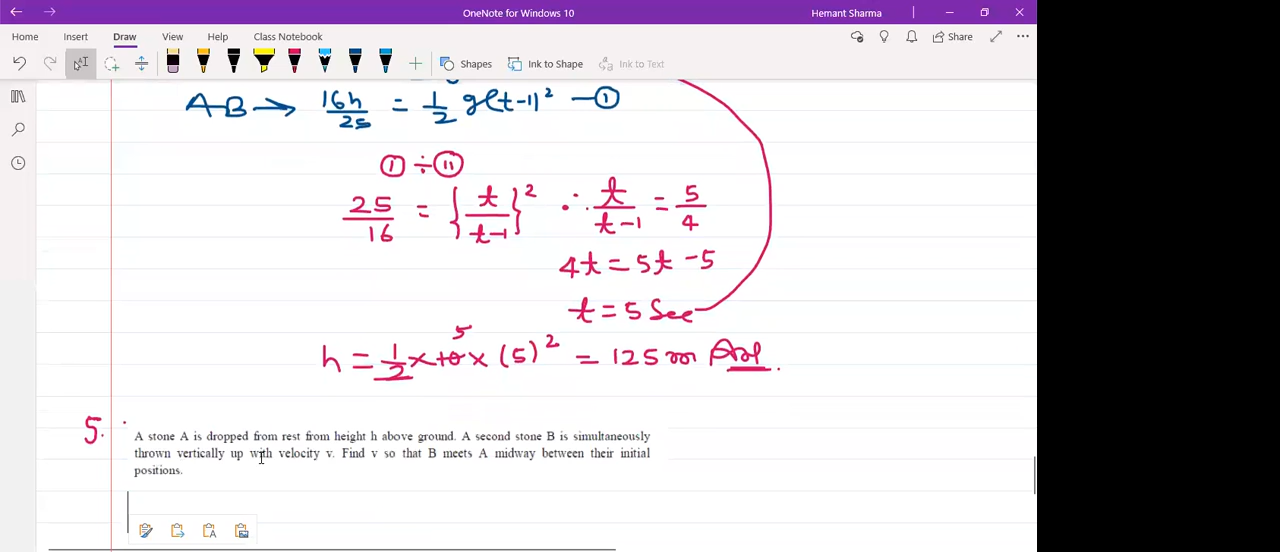 OneNote for Windows 10
Hemant Sharma
Home Insert Draw View Help Class Notebook
Share
Shapes Ink to Shape Ink to Text
A-B → 16h/25 = 1/2 g(t-1)² — ①
① ÷ ⑪
25/16 = {t/t-1}² ∴ t/t-1 = 5/4
4t = 5t - 5
t = 5 Sec
h = 1/2 × 10 5 × (5)² = 125 m Ans.
5.
A stone A is dropped from rest from height h above ground. A second stone B is simultaneously
thrown vertically up with velocity v. Find v so that B meets A midway between their initial
positions.